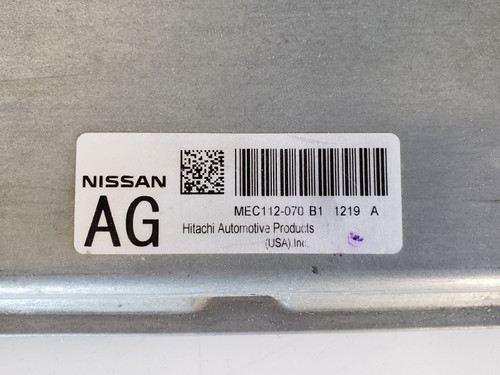 NISSAN
AG
MEC112-070 B1 1219 A
Hitachi Automotive Products
(USA).Inc.